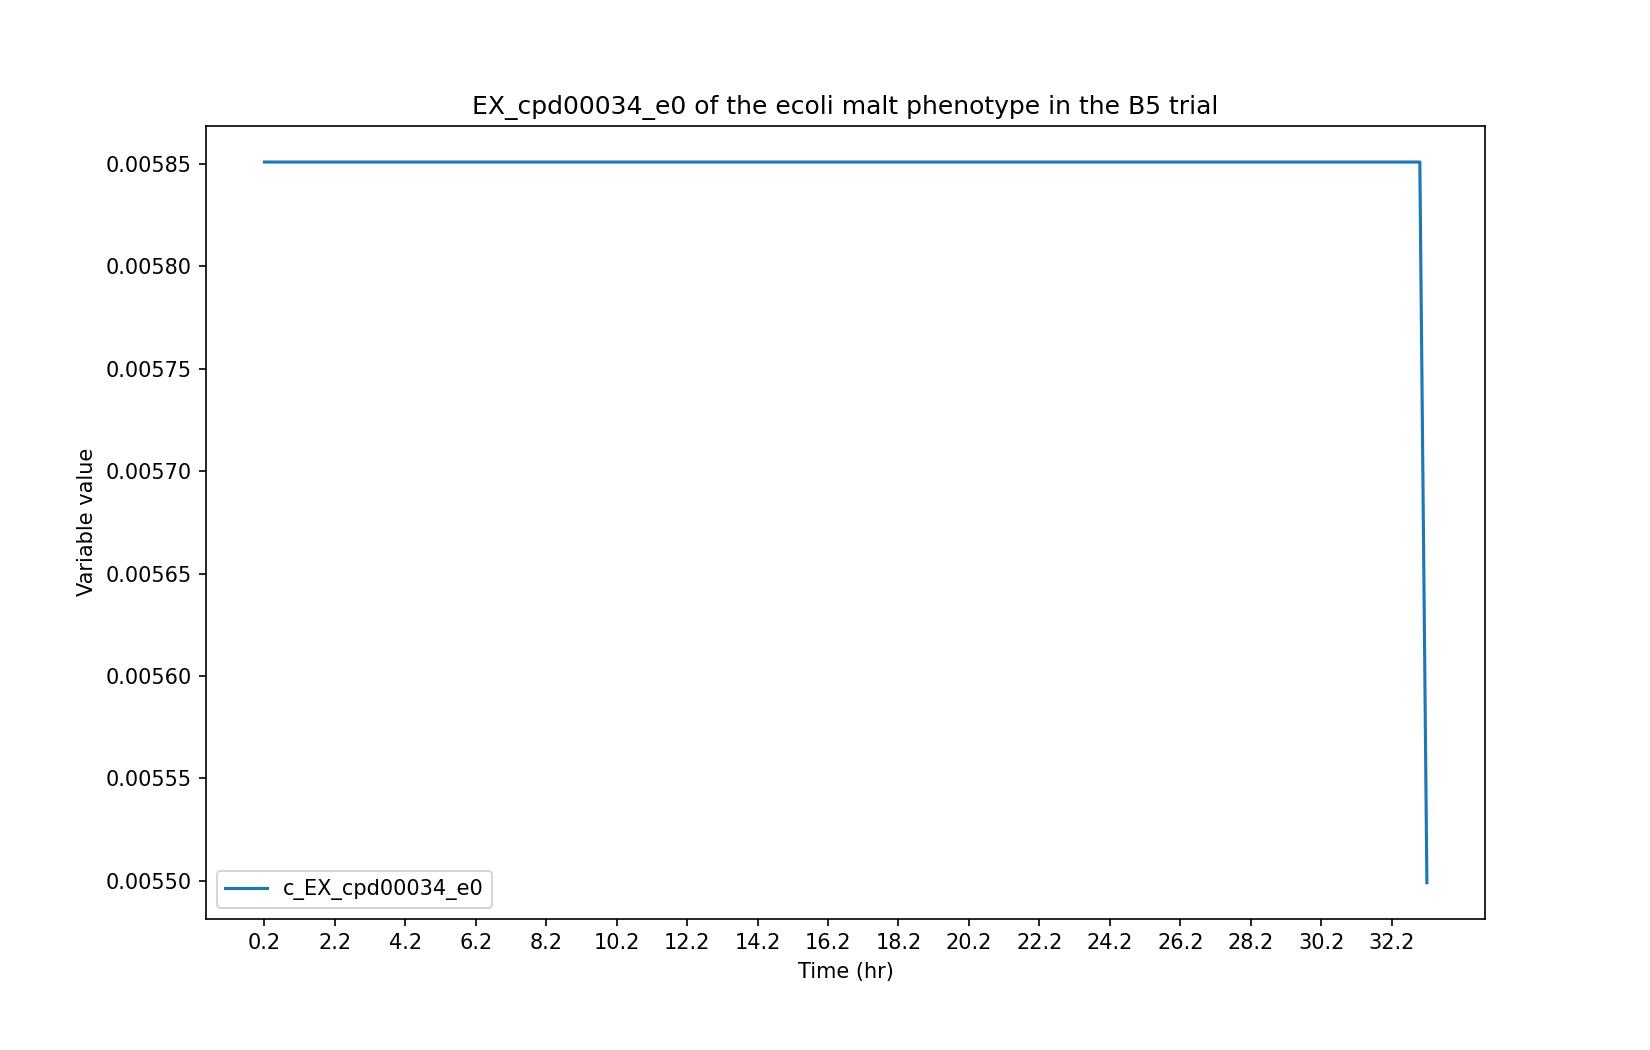 EX_cpd00034_e0 of the ecoli malt phenotype in the B5 trial
0.00585
0.00580
0.00575
0.00570
0.00565
0.00560
0.00555
0.00550
Variable value
c_EX_cpd00034_e0
0.2 2.2 4.2 6.2 8.2 10.2 12.2 14.2 16.2 18.2 20.2 22.2 24.2 26.2 28.2 30.2 32.2
Time (hr)